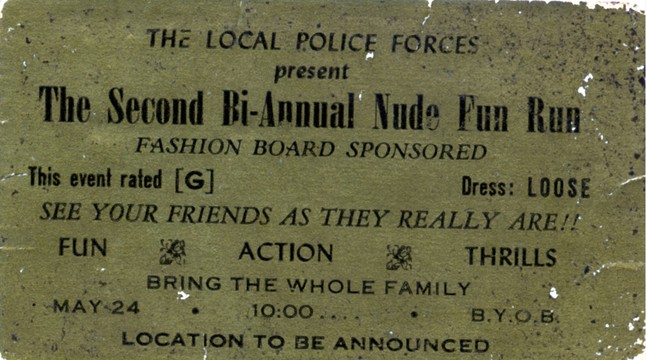 THE LOCAL POLICE FORCES
present
The Second Bi-Annual Nude Fun Run
FASHION BOARD SPONSORED
This event rated [G] Dress: LOOSE
SEE YOUR FRIENDS AS THEY REALLY ARE!!
FUN ACTION THRILLS
BRING THE WHOLE FAMILY
MAY 24 • 10:00.... • B.Y.O.B.
LOCATION TO BE ANNOUNCED